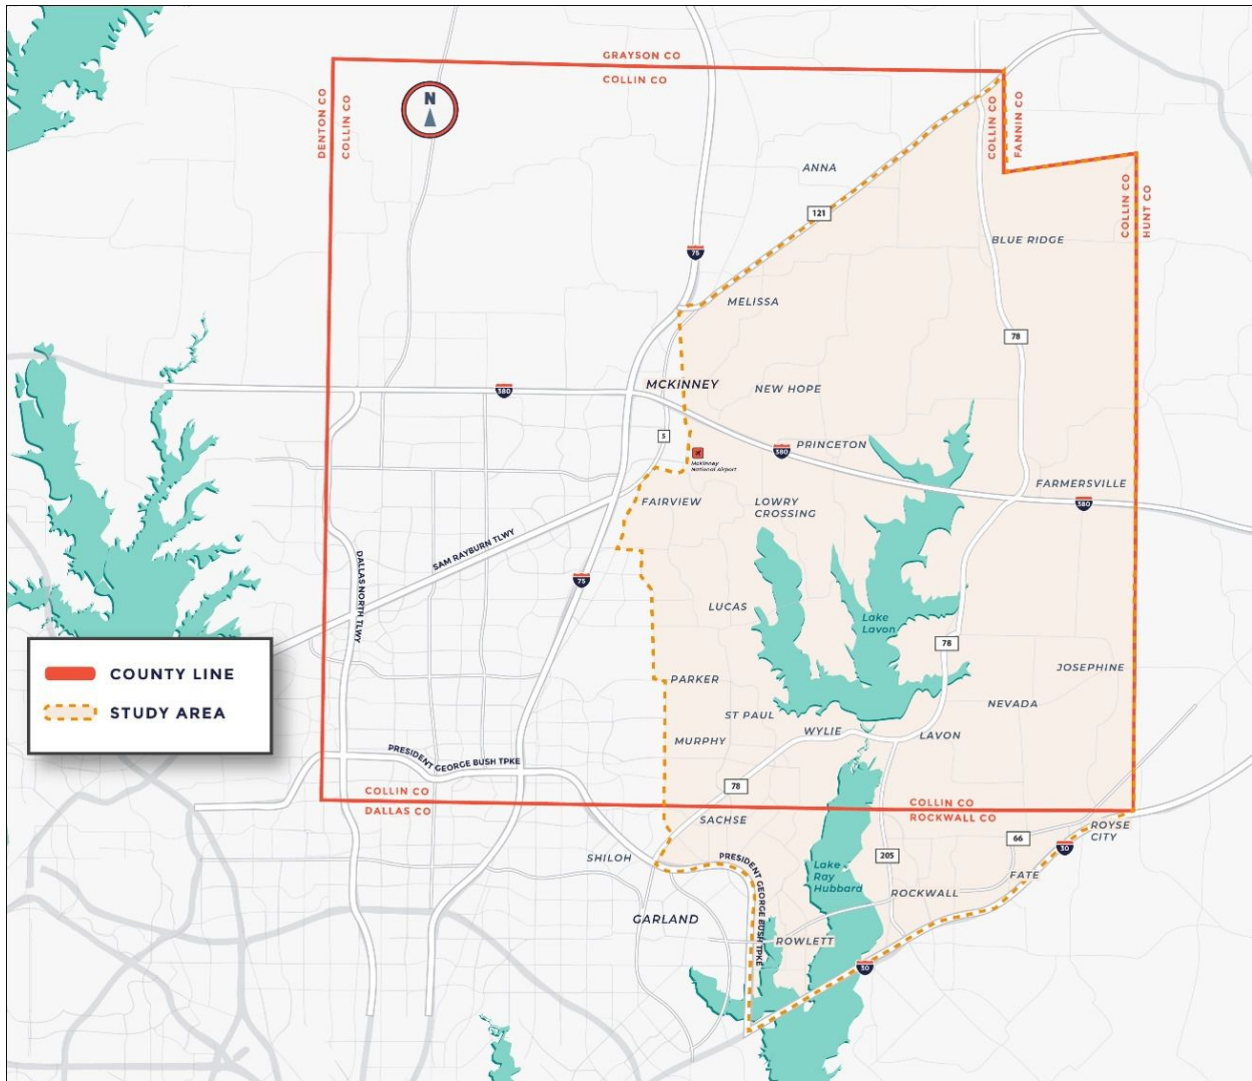 GRAYSON CO
COLLIN CO
DENTON CO
COLLIN CO
N
COLLIN CO
FANNIN CO
ANNA
121
COLLIN CO
HUNT CO
BLUE RIDGE
75
MELISSA
78
380
MCKINNEY
NEW HOPE
5
PRINCETON
380
McKinney
National Airport
FAIRVIEW
LOWRY
CROSSING
FARMERSVILLE
380
SAM RAYBURN TLWY
DALLAS NORTH TLWY
75
LUCAS
Lake
Lavon
78
JOSEPHINE
COUNTY LINE
STUDY AREA
PARKER
ST PAUL
NEVADA
MURPHY
WYLIE
LAVON
PRESIDENT GEORGE BUSH TPKE
78
COLLIN CO
DALLAS CO
COLLIN CO
ROCKWALL CO
SACHSE
ROYSE
CITY
66
30
SHILOH
205
PRESIDENT GEORGE BUSH TPKE
Lake
Ray
Hubbard
FATE
ROCKWALL
GARLAND
ROWLETT
30